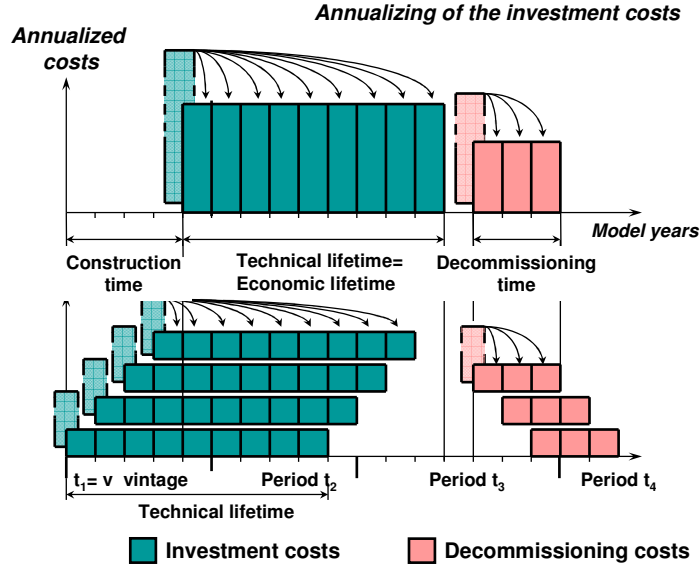 Annualizing of the investment costs
Annualized
costs
Model years
Construction
time
Technical lifetime=
Economic lifetime
Decommissioning
time
t1= v vintage
Period t2
Period t3
Period t4
Technical lifetime
Investment costs
Decommissioning costs